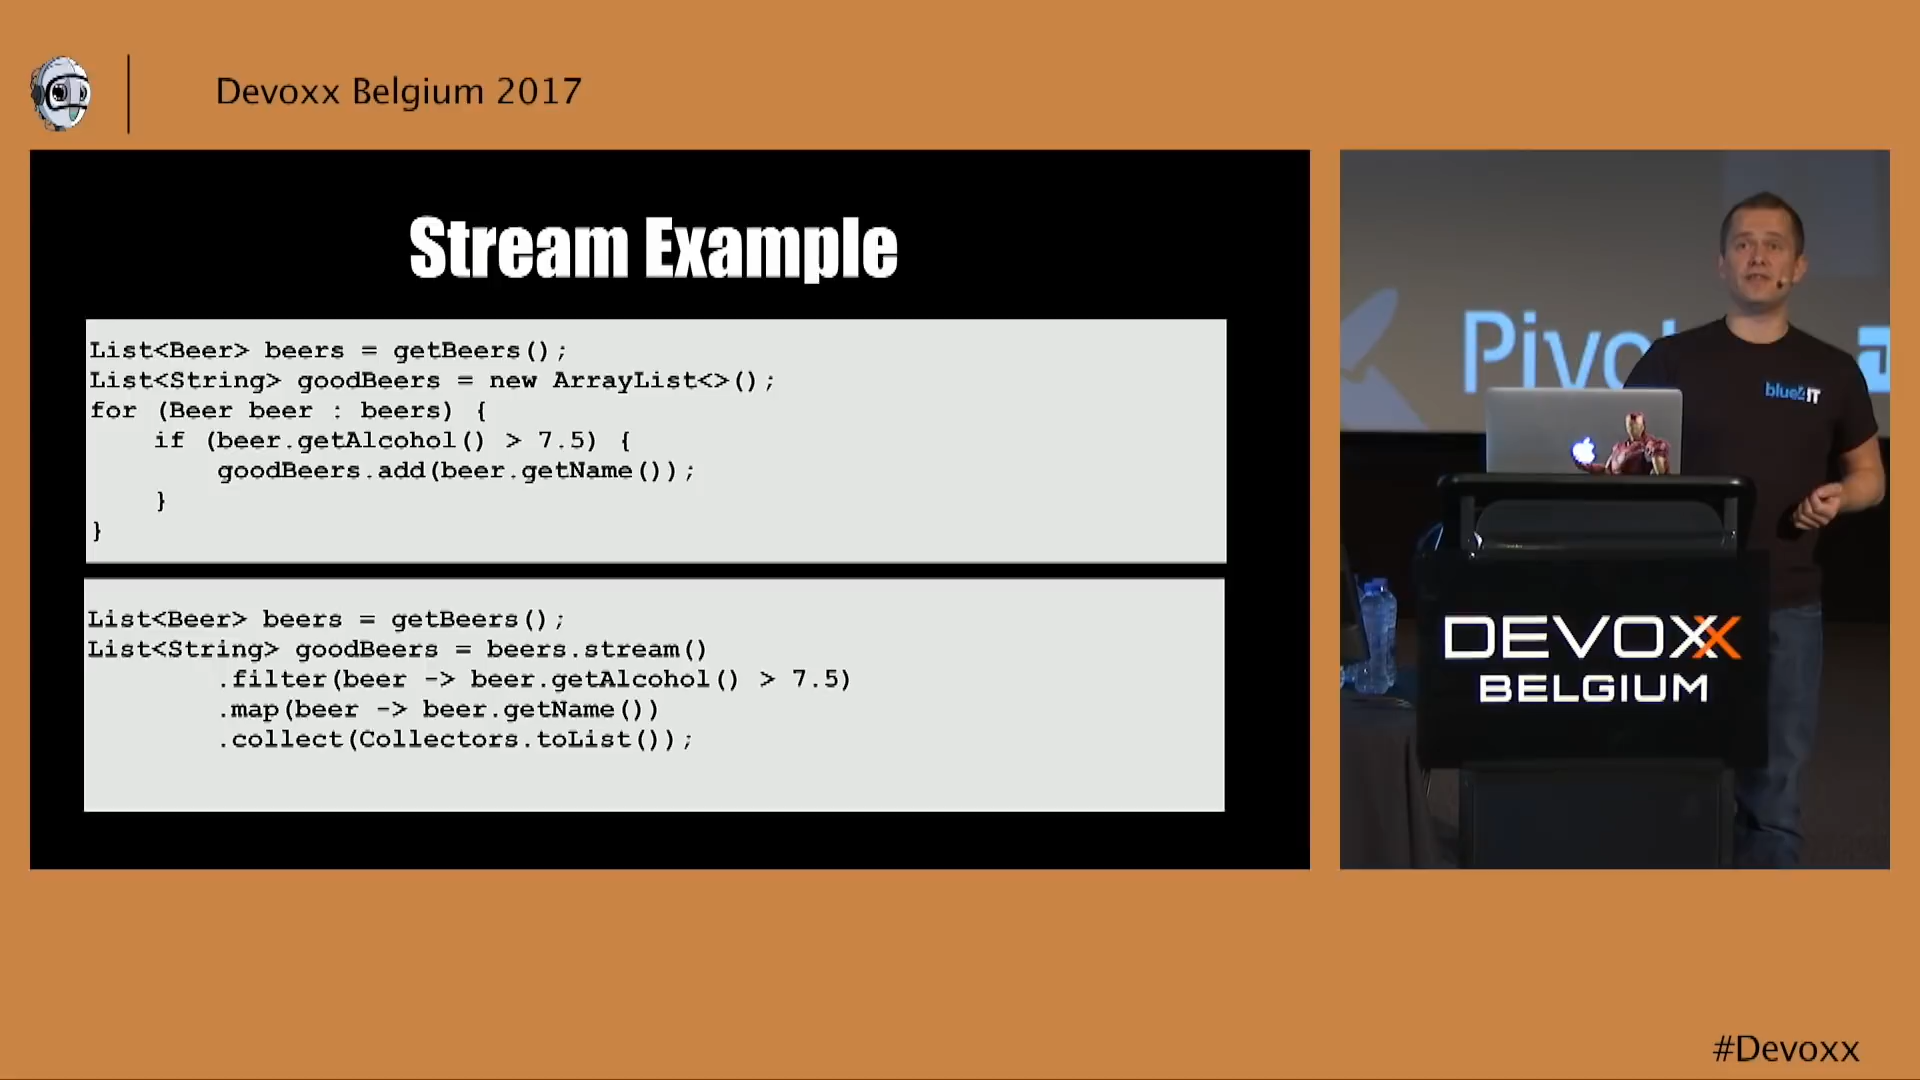 Devoxx Belgium 2017
Stream Example
List<Beer> beers = getBeers();
List<String> goodBeers = new ArrayList<>();
for (Beer beer : beers) {
    if (beer.getAlcohol() > 7.5) {
        goodBeers.add(beer.getName());
    }
}
List<Beer> beers = getBeers();
List<String> goodBeers = beers.stream()
        .filter(beer -> beer.getAlcohol() > 7.5)
        .map(beer -> beer.getName())
        .collect(Collectors.toList());
blue4IT
DEVOXX
BELGIUM
#Devoxx